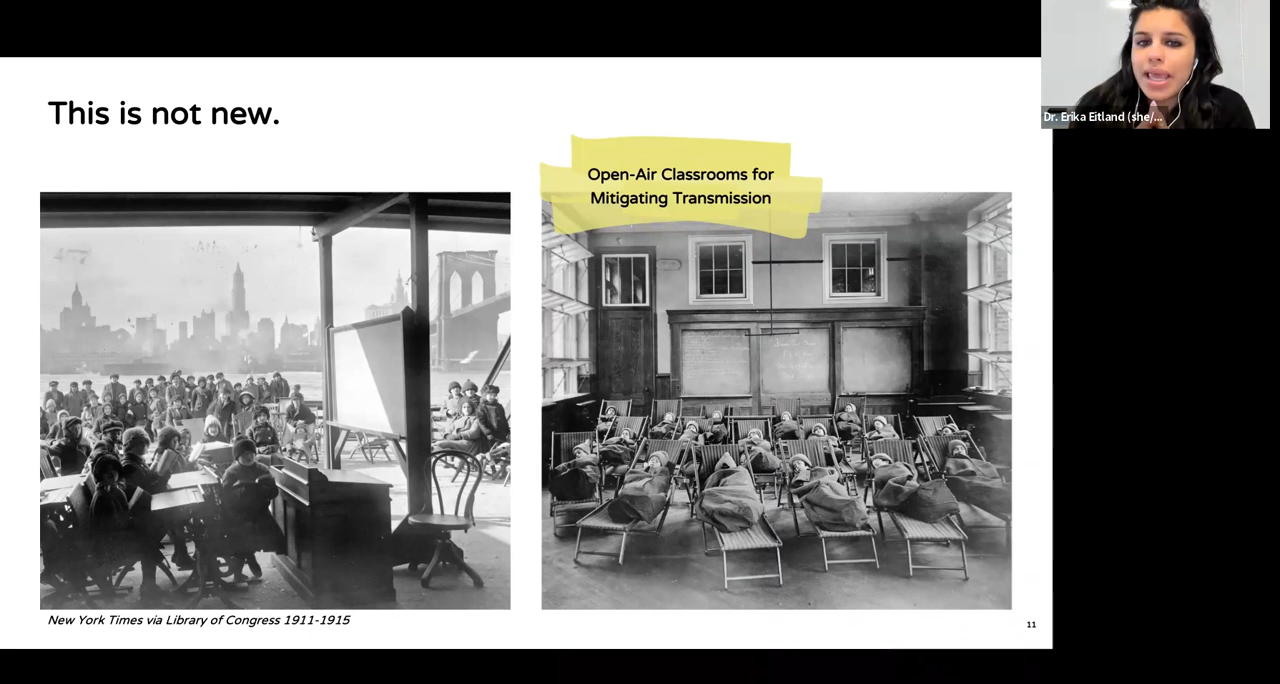 This is not new.
Open-Air Classrooms for
Mitigating Transmission
New York Times via Library of Congress 1911-1915
11
Dr. Erika Eitland (she/...